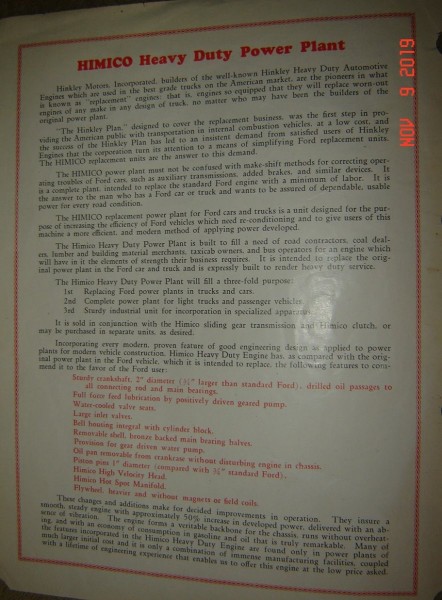 HIMICO Heavy Duty Power Plant
Hinkley Motors, Incorporated, builders of the well-known Hinkley Heavy Duty Automotive
Engines which are used in the best grade trucks on the American market, are the pioneers in what
is known as "replacement" engines; that is, engines so equipped that they will replace worn-out
engines of any make in any design of truck, no matter who may have been the builders of the
original power plant.
"The Hinkley Plan," designed to cover the replacement business, was the first step in pro-
viding the American public with transportation in internal combustion vehicles, at a low cost, and
the success of the Hinkley Plan has led to an insistent demand from satisfied users of Hinkley
Engines that the corporation turn its attention to a means of simplifying Ford replacement units.
The HIMICO replacement units are the answer to this demand.
The HIMICO power plant must not be confused with make-shift methods for correcting oper-
ating troubles of Ford cars, such as auxiliary transmissions, added brakes, and similar devices. It
is a complete plant, intended to replace the standard Ford engine with a minimum of labor. It is
the answer to the man who has a Ford car or truck and wants to be assured of dependable, usable
power for every road condition.
The HIMICO replacement power plant for Ford cars and trucks is a unit designed for the pur-
pose of increasing the efficiency of Ford vehicles which need re-conditioning and to give users of this
machine a more efficient, and modern method of applying power developed.
The Himico Heavy Duty Power Plant is built to fill a need of road contractors, coal deal-
ers, lumber and building material merchants, taxicab owners, and bus operators for an engine which
will have in it the elements of strength their business requires. It is intended to replace the orig-
inal power plant in the Ford car and truck and is expressly built to render heavy duty service.
The Himico Heavy Duty Power Plant will fill a three-fold purpose:
1st Replacing Ford power plants in trucks and cars.
2nd Complete power plant for light trucks and passenger vehicles.
3rd Sturdy industrial unit for incorporation in specialized apparatus.
It is sold in conjunction with the Himico sliding gear transmission and Himico clutch, or
may be purchased in separate units, as desired.
Incorporating every modern, proven feature of good engineering design as applied to power
plants for modern vehicle construction, Himico Heavy Duty Engine has, as compared with the orig-
inal power plant in the Ford vehicle, which it is intended to replace, the following features to com-
mend it to the favor of the Ford user:
Sturdy crankshaft, 2" diameter ( larger than standard Ford), drilled oil passages to
all connecting rod and main bearings.
Full force feed lubrication by positively driven geared pump.
Water-cooled valve seats.
Large inlet valves.
Bell housing integral with cylinder block.
Removable shell, bronze backed main bearing halves.
Provision for gear driven water pump.
Oil pan removable from crankcase without disturbing engine in chassis.
Piston pins 1" diameter (compared with standard Ford).
Himico High Velocity Head.
Himico Hot Spot Manifold.
Flywheel, heavier and without magnets or field coils.
These changes and additions make for decided improvements in operation. They insure a
smooth, steady engine with approximately 50% increase in developed power, delivered with an ab-
sence of vibration. The engine forms a veritable backbone for the chassis, runs without overheat-
ing, and with an economy of consumption in gasoline and oil that is truly remarkable. Many of
the features incorporated in the Himico Heavy Duty Engine are found only in power plants of
much larger initial cost and it is only a combination of immense manufacturing facilities, coupled
with a lifetime of engineering experience that enables us to offer this engine at the low price asked.
NOV 9 2019